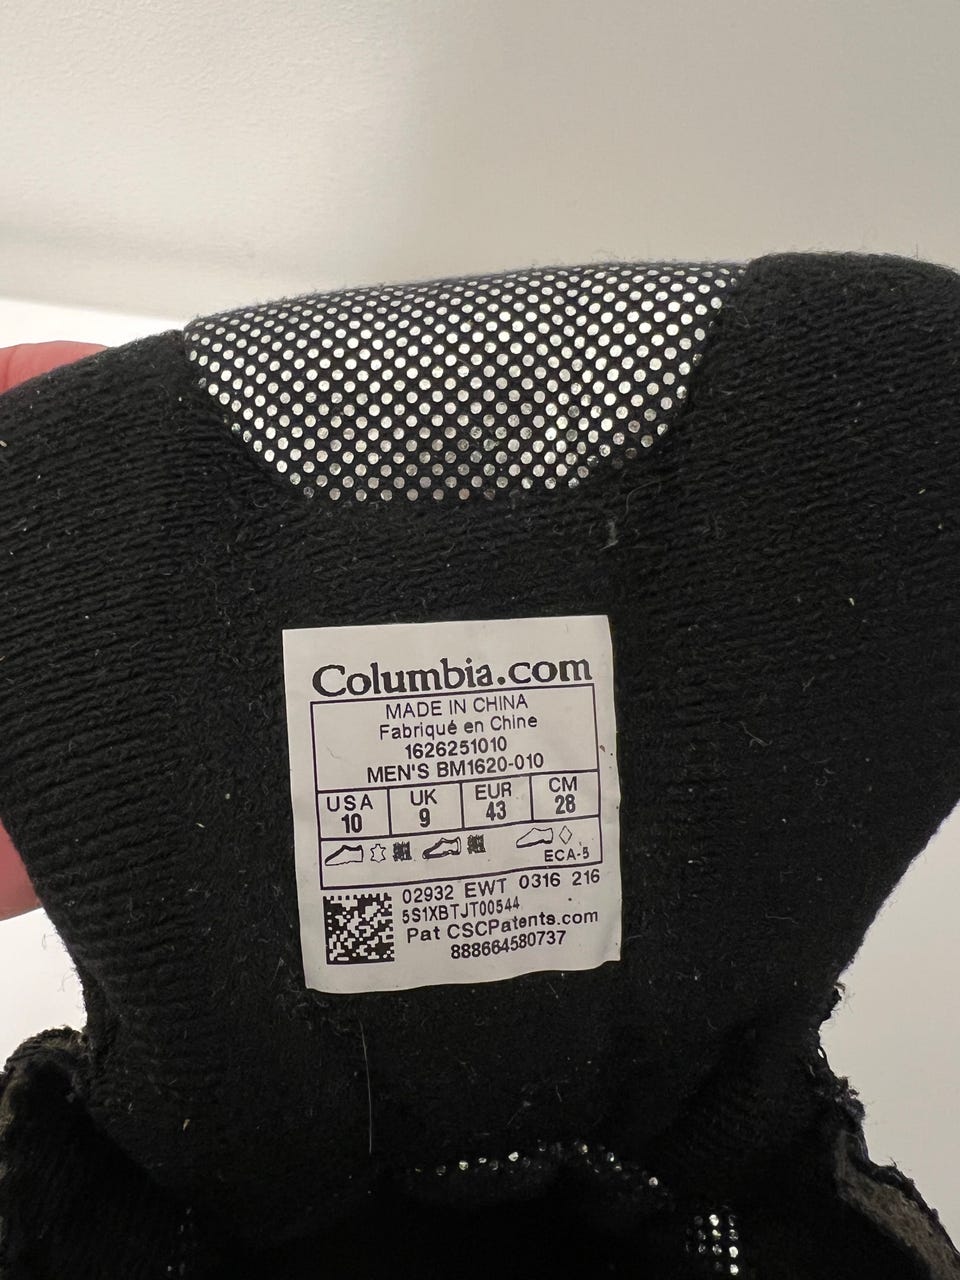 Columbia.com
MADE IN CHINA
Fabriqué en Chine
1626251010
MEN'S BM1620-010
USA UK EUR CM
10 9 43 28
ECA-5
02932 EWT 0316 216
5S1XBTJT00544
Pat CSCPatents.com
888664580737